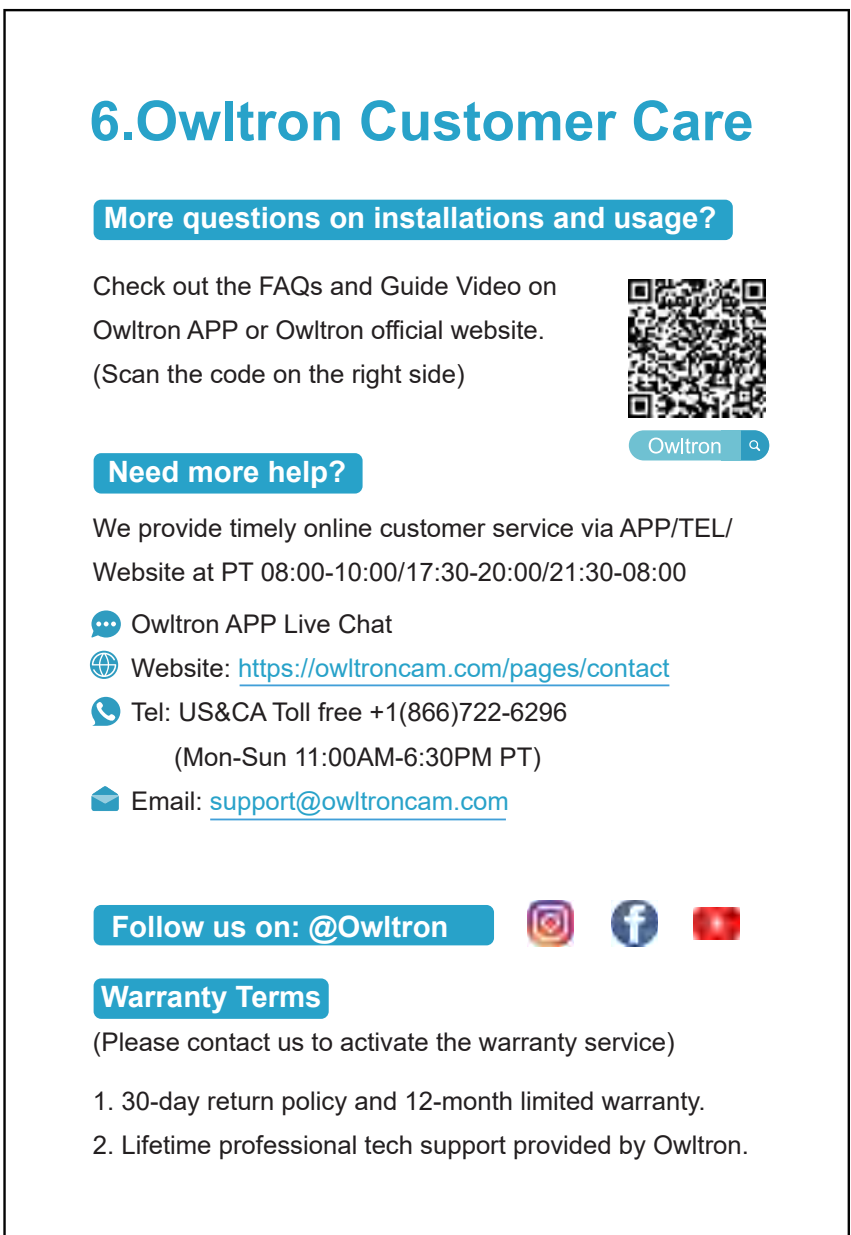 6.Owltron Customer Care
More questions on installations and usage?
Check out the FAQs and Guide Video on
Owltron APP or Owltron official website.
(Scan the code on the right side)
Owltron
Need more help?
We provide timely online customer service via APP/TEL/
Website at PT 08:00-10:00/17:30-20:00/21:30-08:00
Owltron APP Live Chat
Website: https://owltroncam.com/pages/contact
Tel: US&CA Toll free +1(866)722-6296
(Mon-Sun 11:00AM-6:30PM PT)
Email: support@owltroncam.com
Follow us on: @Owltron
Warranty Terms
(Please contact us to activate the warranty service)
1. 30-day return policy and 12-month limited warranty.
2. Lifetime professional tech support provided by Owltron.